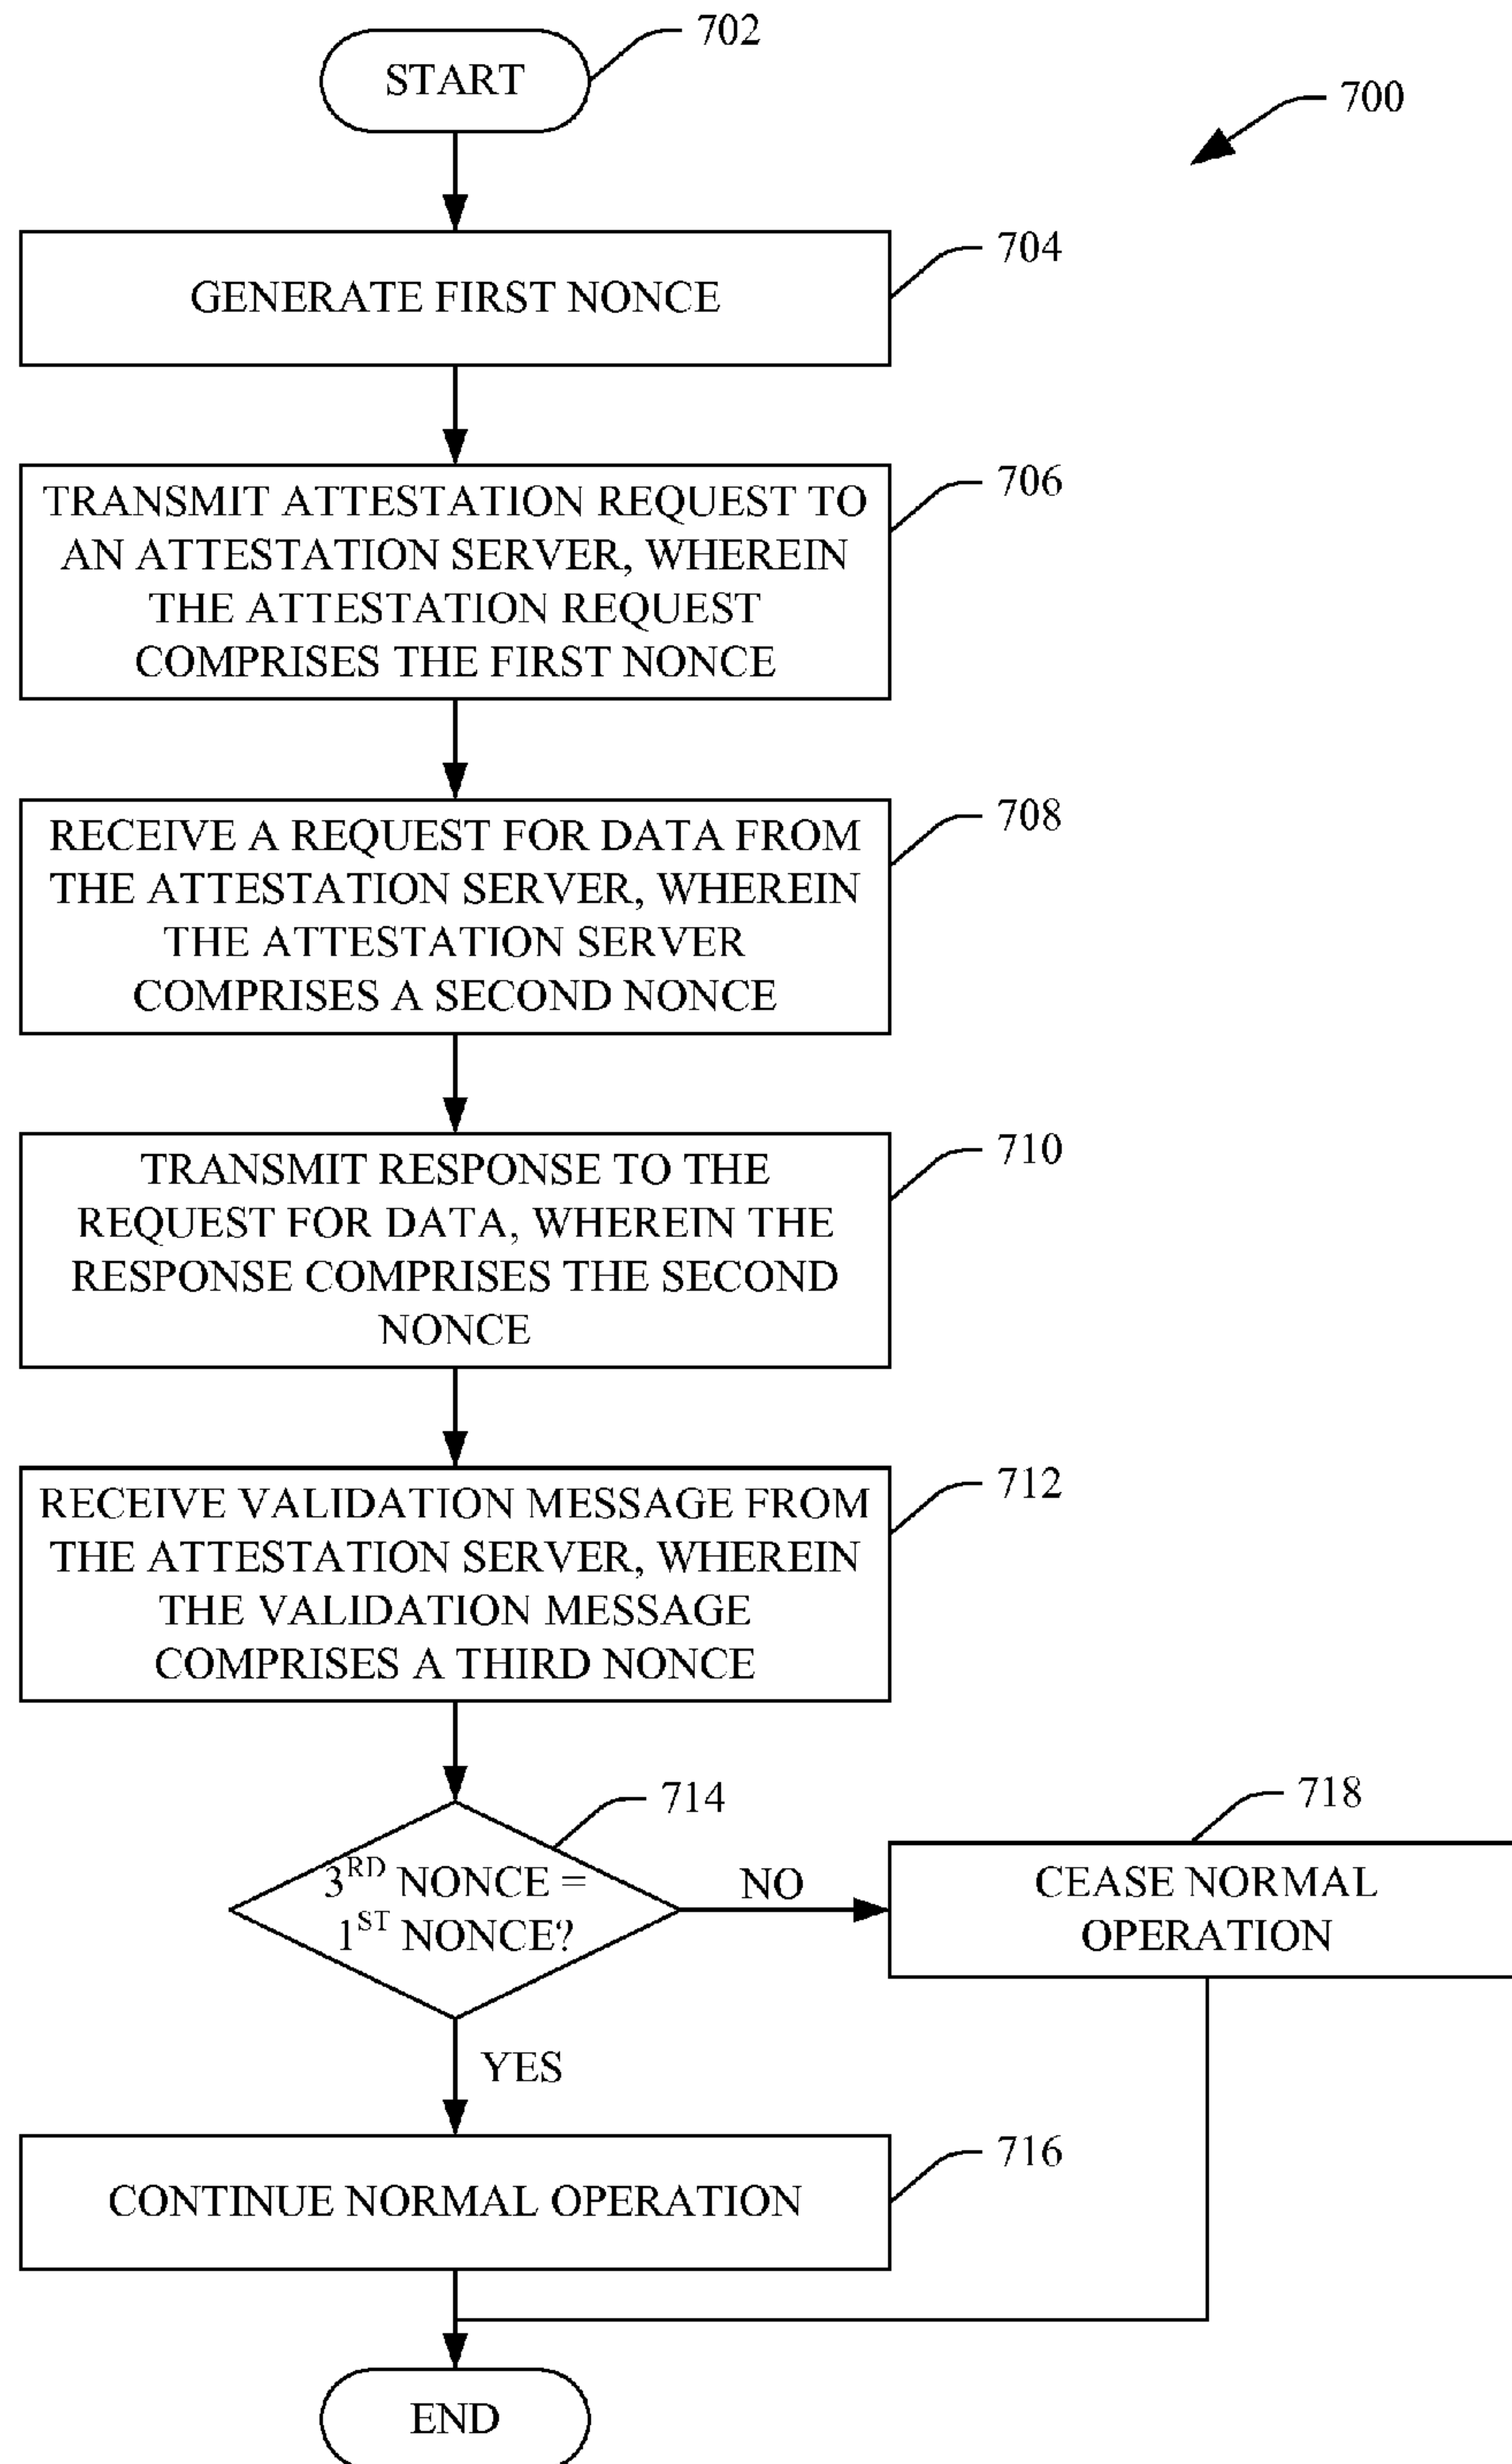 START
702
700
GENERATE FIRST NONCE
704
TRANSMIT ATTESTATION REQUEST TO
AN ATTESTATION SERVER, WHEREIN
THE ATTESTATION REQUEST
COMPRISES THE FIRST NONCE
706
RECEIVE A REQUEST FOR DATA FROM
THE ATTESTATION SERVER, WHEREIN
THE ATTESTATION SERVER
COMPRISES A SECOND NONCE
708
TRANSMIT RESPONSE TO THE
REQUEST FOR DATA, WHEREIN THE
RESPONSE COMPRISES THE SECOND
NONCE
710
RECEIVE VALIDATION MESSAGE FROM
THE ATTESTATION SERVER, WHEREIN
THE VALIDATION MESSAGE
COMPRISES A THIRD NONCE
712
3RD NONCE =
1ST NONCE?
714
NO
CEASE NORMAL
OPERATION
718
YES
CONTINUE NORMAL OPERATION
716
END